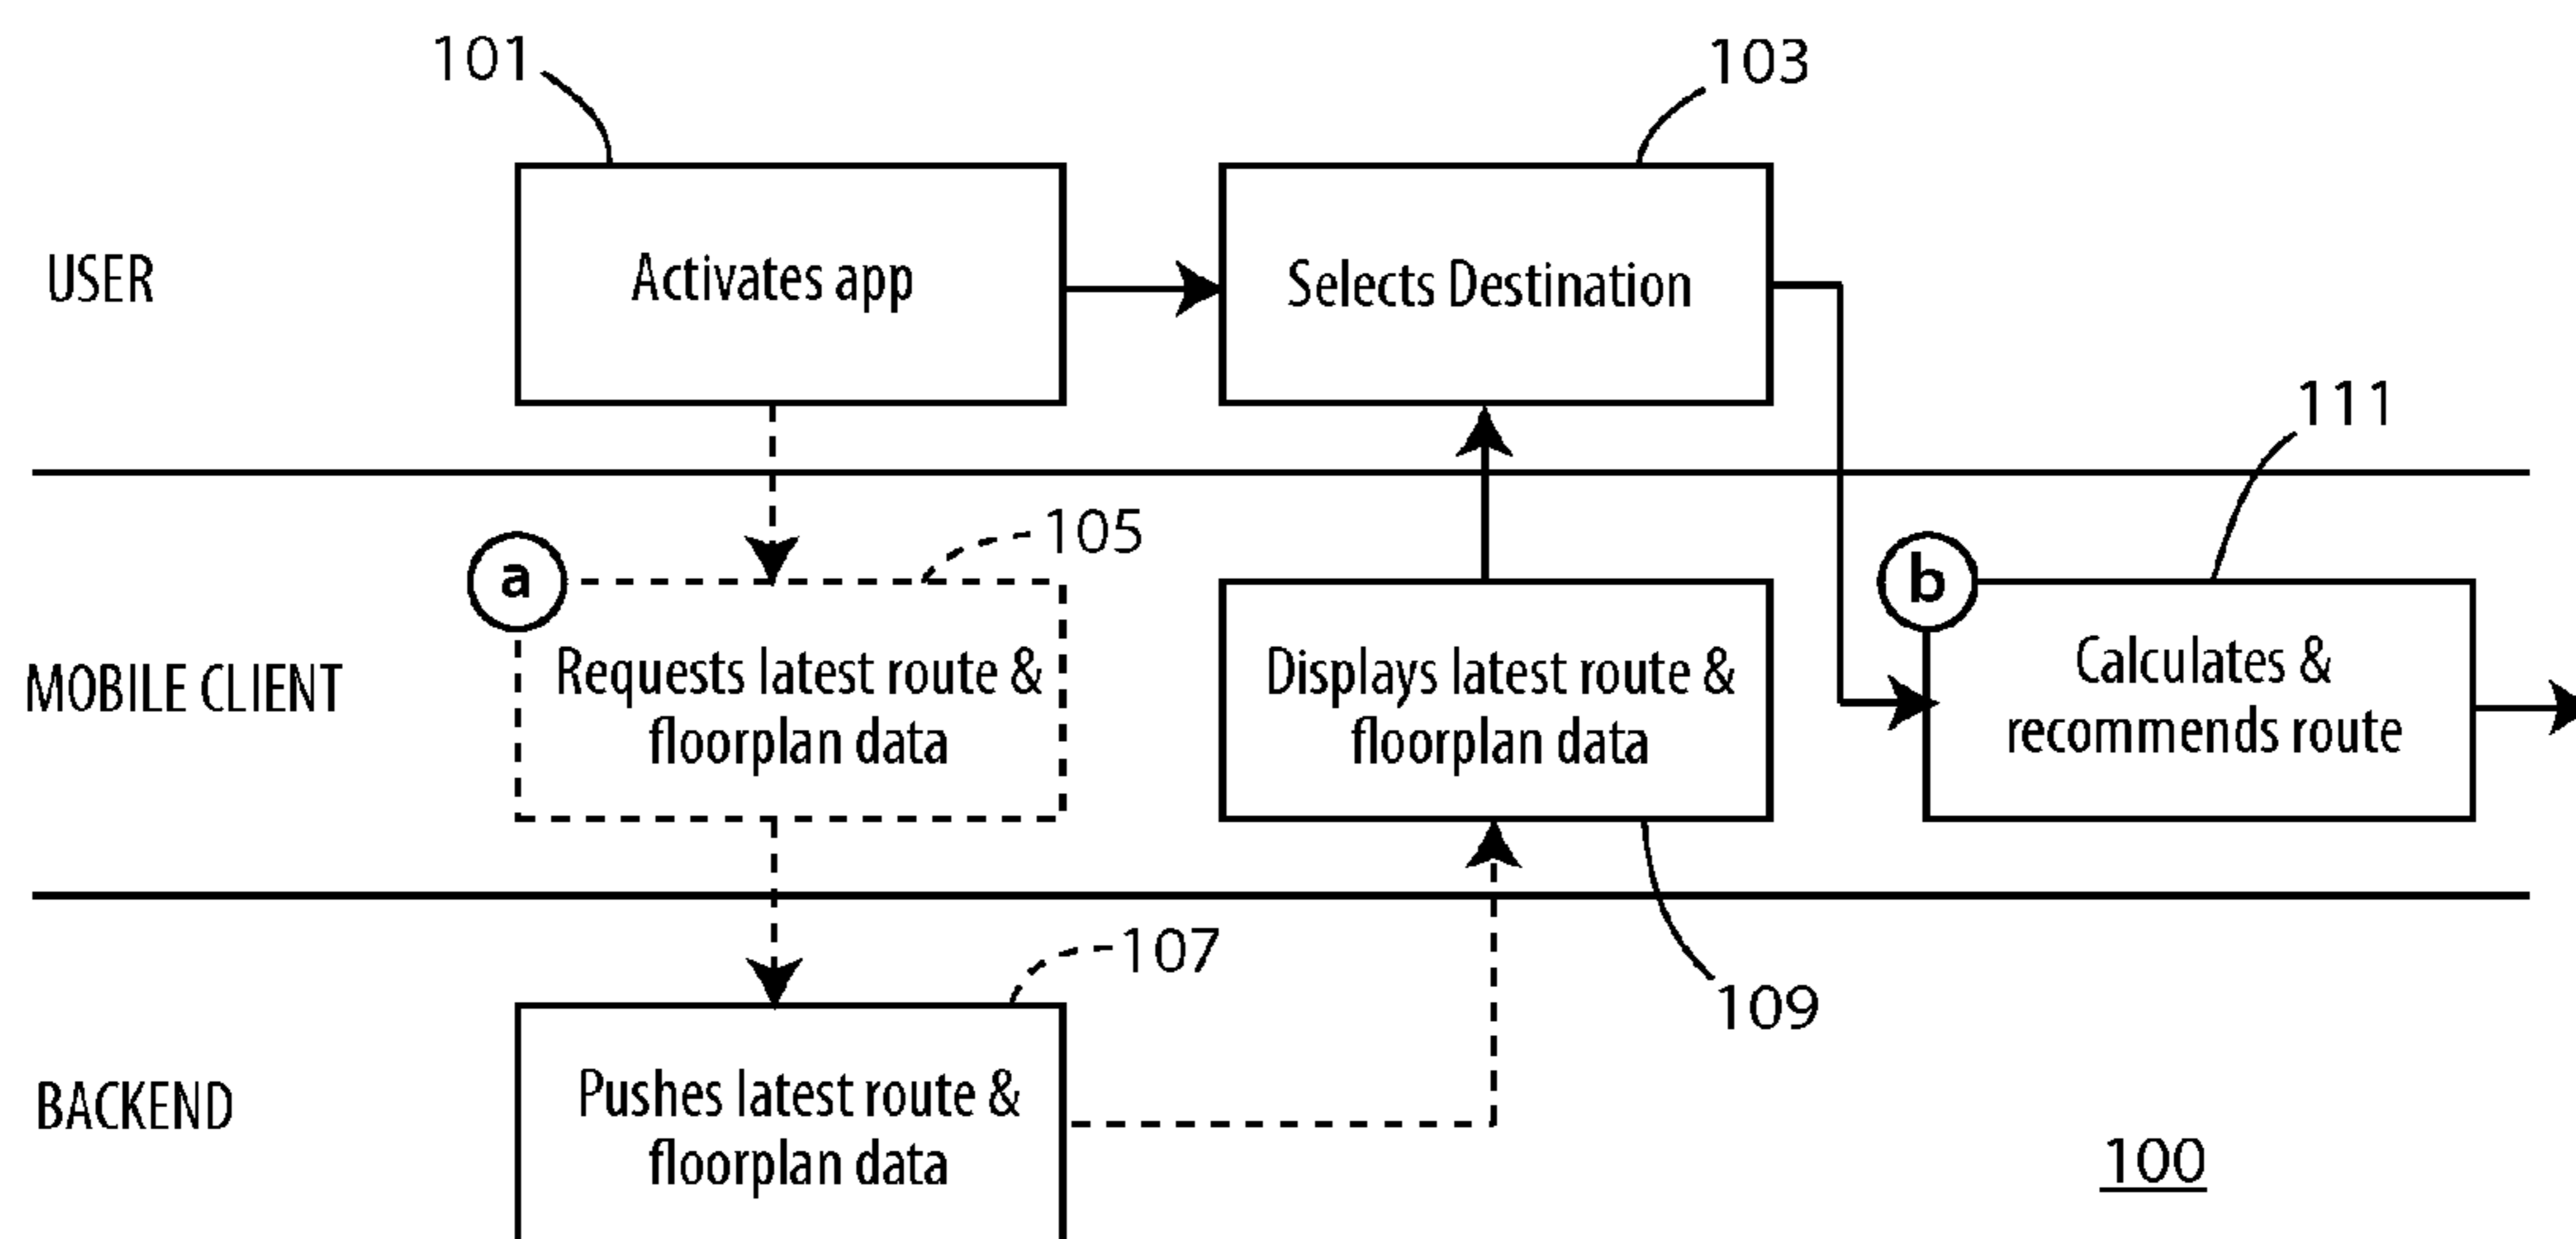 101
103
USER
Activates app
Selects Destination
111
a
105
b
MOBILE CLIENT
Requests latest route &
floorplan data
Displays latest route &
floorplan data
Calculates &
recommends route
107
109
BACKEND
Pushes latest route &
floorplan data
100